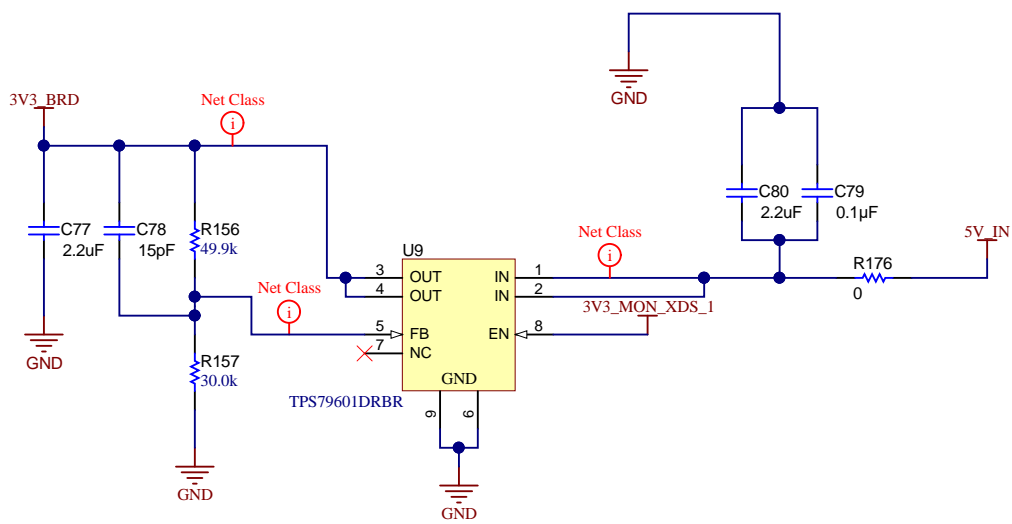 GND
3V3_BRD
Net Class
i
C77
2.2uF
C78
15pF
R156
49.9k
C80
2.2uF
C79
0.1µF
5V_IN
Net Class
i
R176
0
U9
3
OUT
IN
1
4
OUT
IN
2
3V3_MON_XDS_1
Net Class
i
5
FB
EN
8
7
NC
GND
GND
R157
30.0k
TPS79601DRBR
9
6
GND
GND